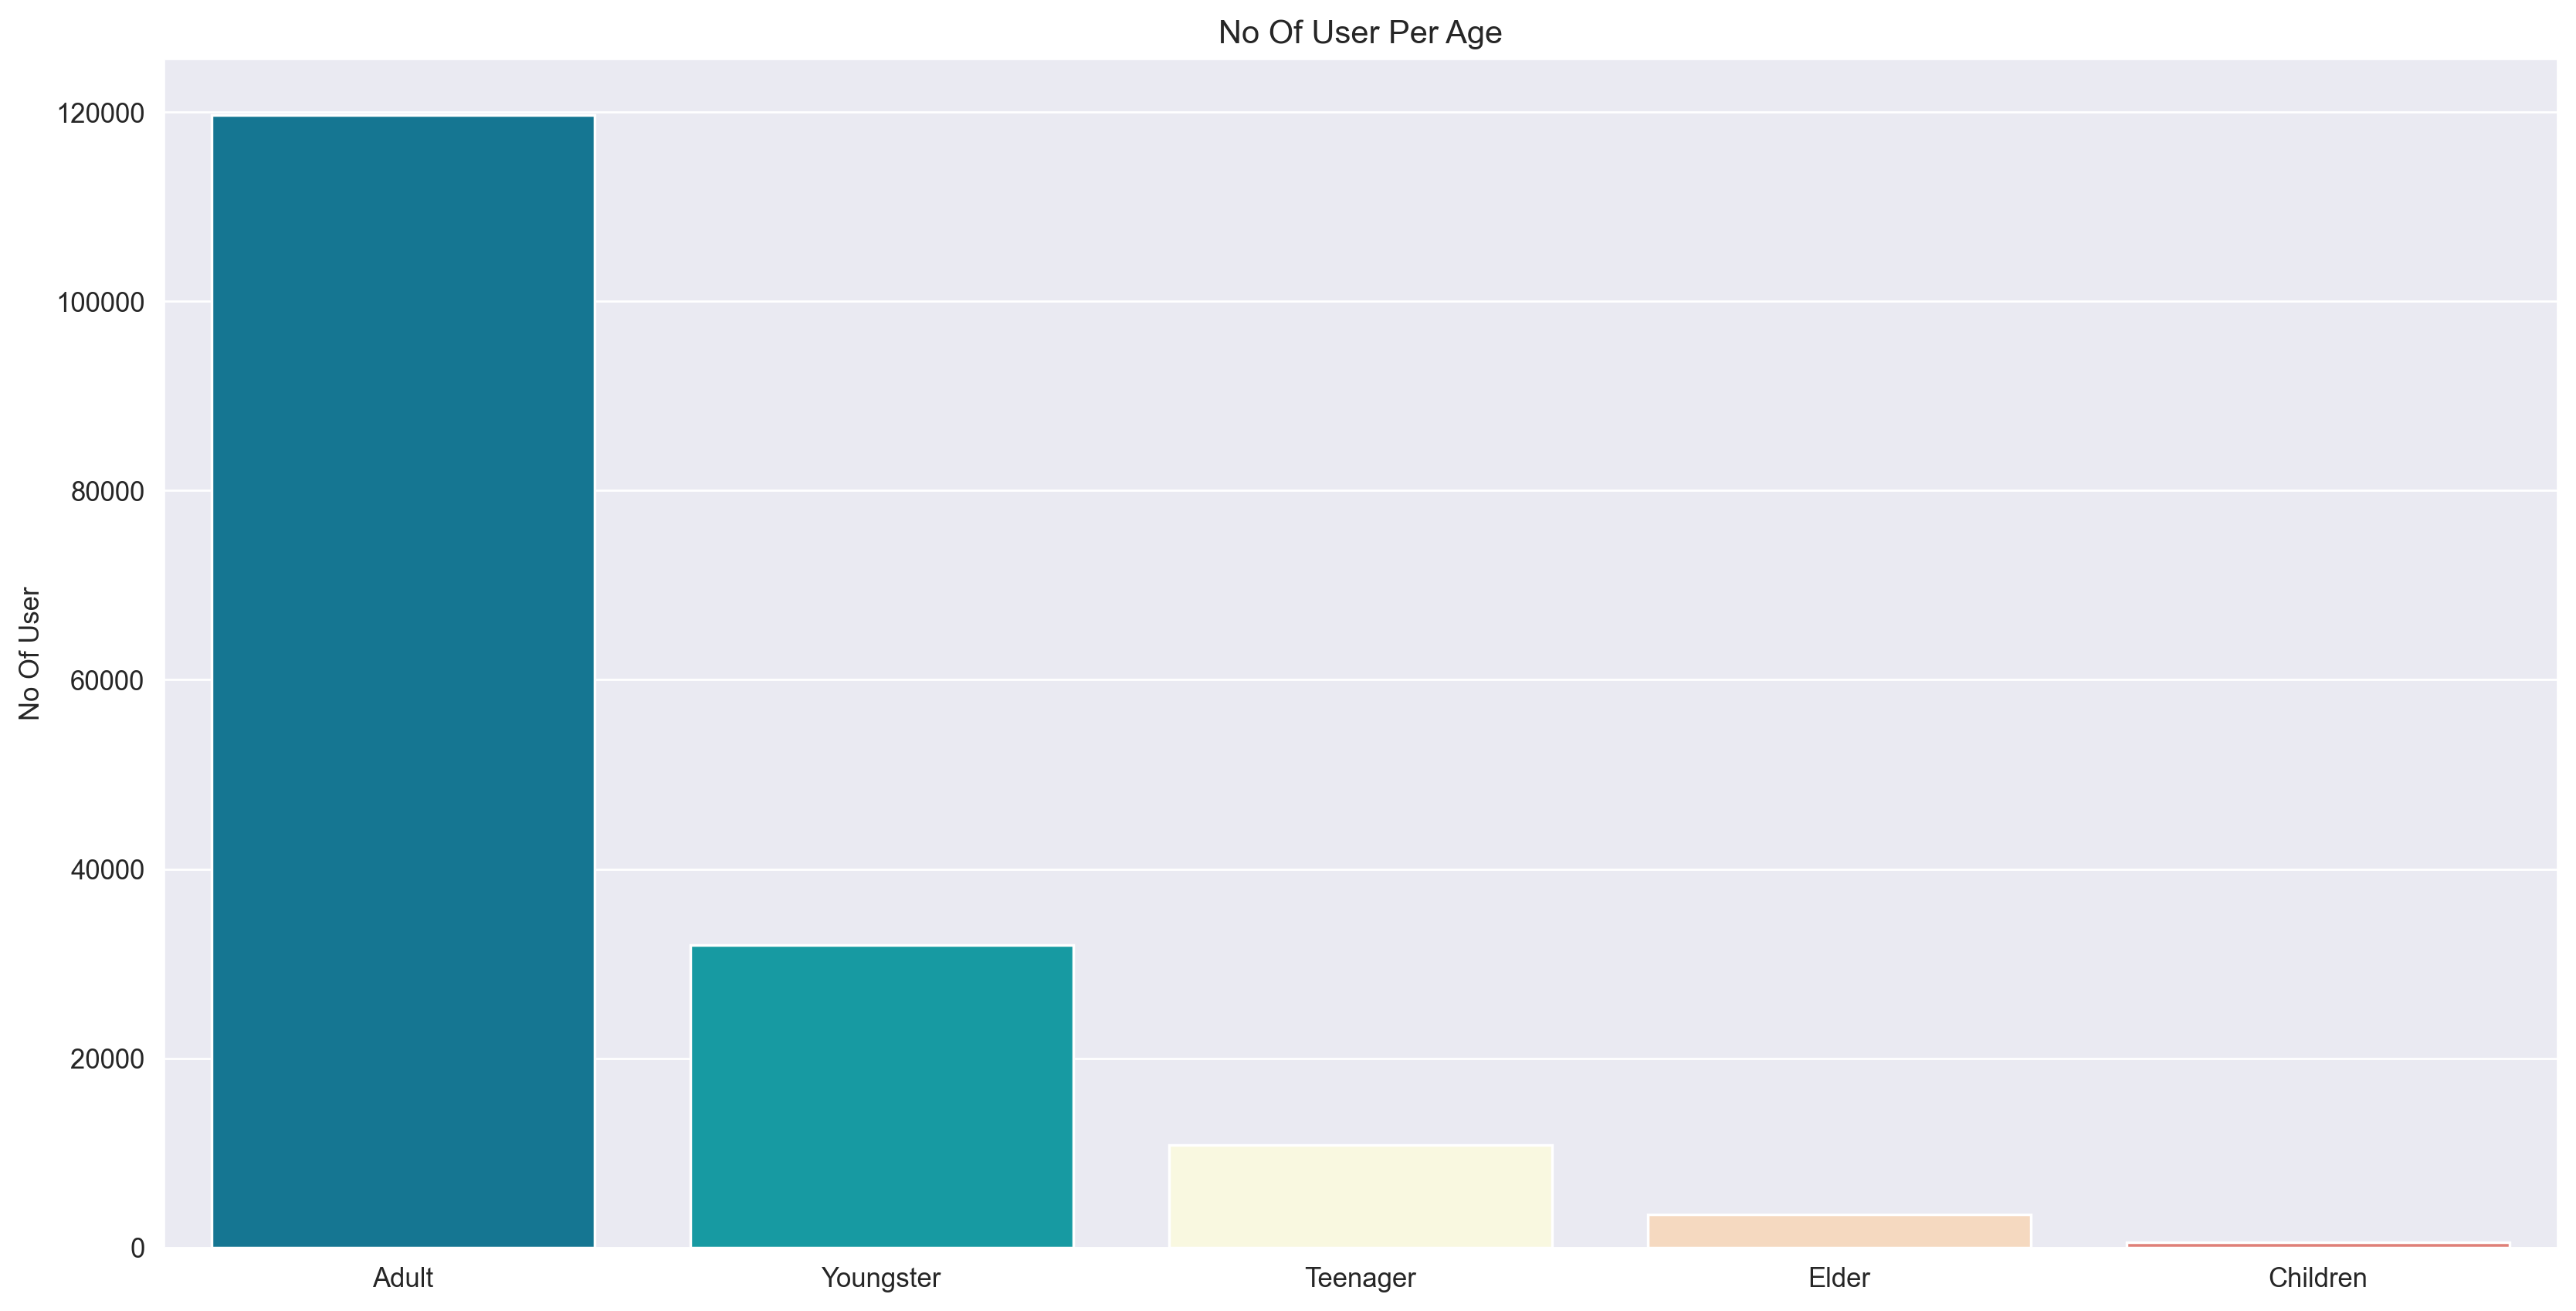 No Of User Per Age
120000
100000
80000
60000
40000
20000
0
No Of User
Adult
Youngster
Teenager
Elder
Children